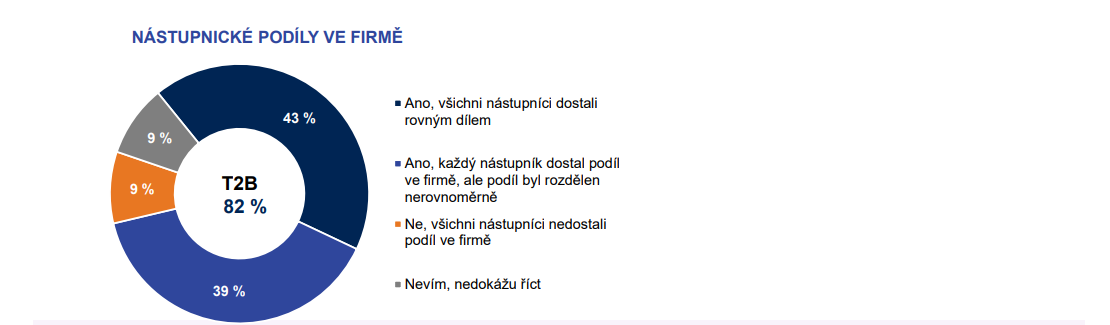 NÁSTUPNICKÉ PODÍLY VE FIRMĚ
43 %
9 %
9 %
39 %
T2B
82 %
Ano, všichni nástupníci dostali
rovným dílem
Ano, každý nástupník dostal podíl
ve firmě, ale podíl byl rozdělen
nerovnoměrně
Ne, všichni nástupníci nedostali
podíl ve firmě
Nevím, nedokážu říct